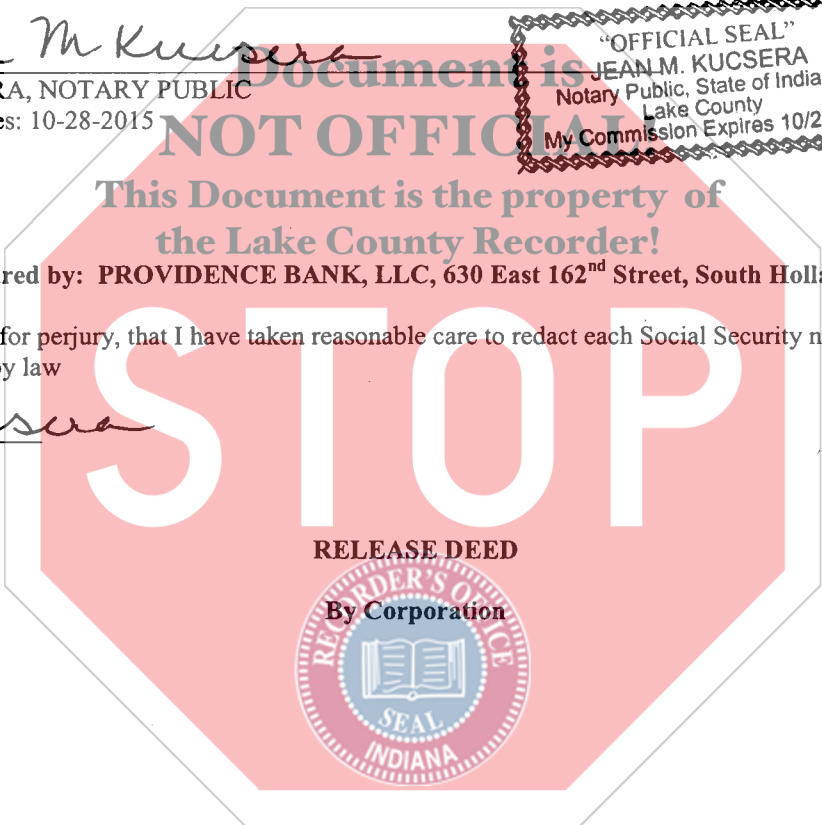 M Kucsera
RA, NOTARY PUBLIC
es: 10-28-2015
"OFFICIAL SEAL"
JEAN M. KUCSERA
Notary Public, State of India
Lake County
My Commission Expires 10/2
Document is
NOT OFFICIAL!
This Document is the property of
the Lake County Recorder!
red by: PROVIDENCE BANK, LLC, 630 East 162nd Street, South Holla
for perjury, that I have taken reasonable care to redact each Social Security n
by law
sera
STOP
RELEASE DEED
By Corporation
RECORDER'S OFFICE
SEAL
INDIANA